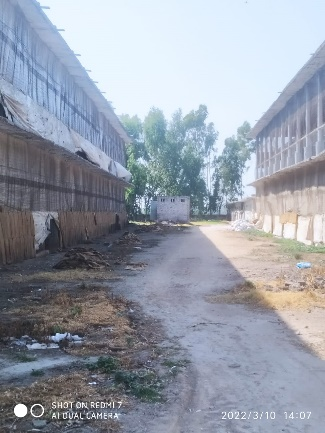 SHOT ON REDMI 7
AI DUAL CAMERA
2022/3/10 14:07